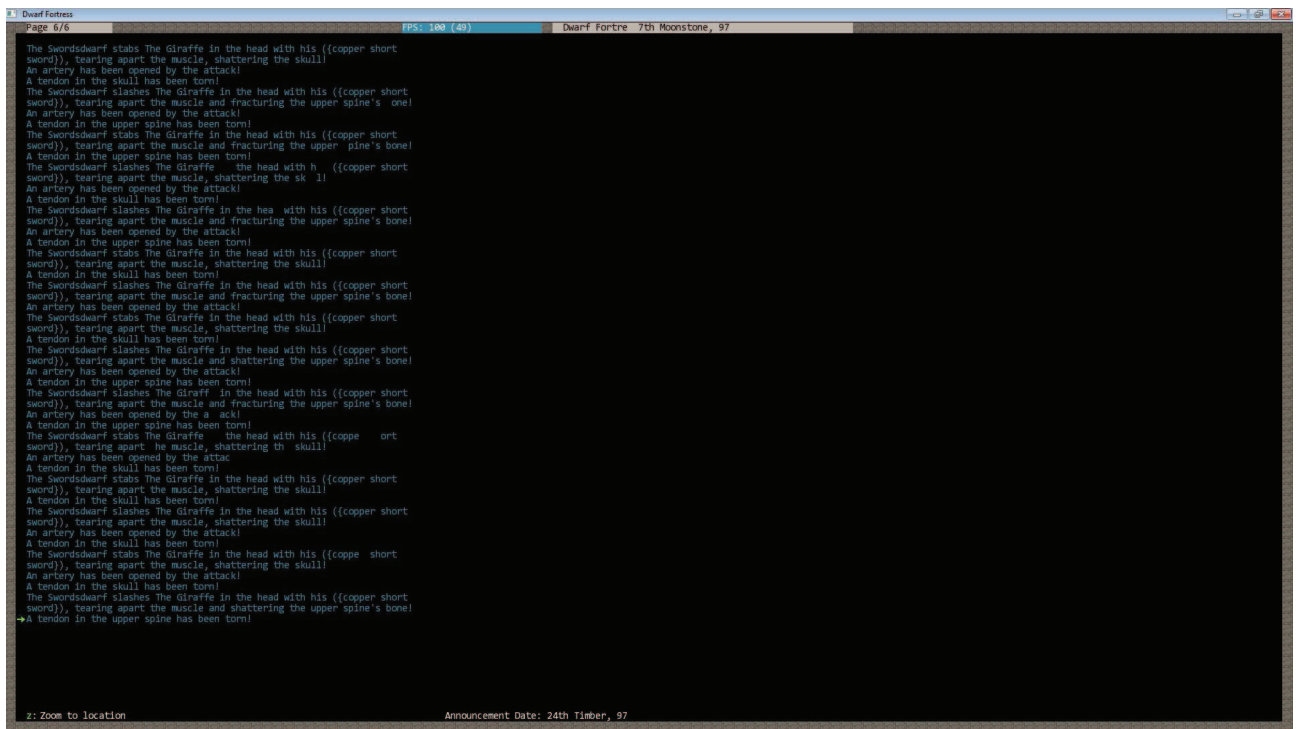 Dwarf Fortress
Page 6/6 FPS: 100 (49) Dwarf Fortre 7th Moonstone, 97
The Swordsdwarf stabs The Giraffe in the head with his ({copper short
sword}), tearing apart the muscle, shattering the skull!
An artery has been opened by the attack!
A tendon in the skull has been torn!
The Swordsdwarf slashes The Giraffe in the head with his ({copper short
sword}), tearing apart the muscle and fracturing the upper spine's one!
An artery has been opened by the attack!
A tendon in the upper spine has been torn!
The Swordsdwarf stabs The Giraffe in the head with his ({copper short
sword}), tearing apart the muscle and fracturing the upper pine's bone!
A tendon in the upper spine has been torn!
The Swordsdwarf slashes The Giraffe the head with h ({copper short
sword}), tearing apart the muscle, shattering the sk l!
An artery has been opened by the attack!
A tendon in the skull has been torn!
The Swordsdwarf slashes The Giraffe in the hea with his ({copper short
sword}), tearing apart the muscle and fracturing the upper spine's bone!
An artery has been opened by the attack!
A tendon in the upper spine has been torn!
The Swordsdwarf stabs The Giraffe in the head with his ({copper short
sword}), tearing apart the muscle, shattering the skull!
A tendon in the skull has been torn!
The Swordsdwarf slashes The Giraffe in the head with his ({copper short
sword}), tearing apart the muscle and fracturing the upper spine's bone!
An artery has been opened by the attack!
The Swordsdwarf stabs The Giraffe in the head with his ({copper short
sword}), tearing apart the muscle, shattering the skull!
A tendon in the skull has been torn!
The Swordsdwarf slashes The Giraffe in the head with his ({copper short
sword}), tearing apart the muscle and shattering the upper spine's bone!
An artery has been opened by the attack!
A tendon in the upper spine has been torn!
The Swordsdwarf slashes The Giraff in the head with his ({copper short
sword}), tearing apart the muscle and fracturing the upper spine's bone!
An artery has been opened by the a ack!
A tendon in the upper spine has been torn!
The Swordsdwarf stabs The Giraffe the head with his ({coppe ort
sword}), tearing apart he muscle, shattering th skull!
An artery has been opened by the attac
A tendon in the skull has been torn!
The Swordsdwarf stabs The Giraffe in the head with his ({copper short
sword}), tearing apart the muscle, shattering the skull!
A tendon in the skull has been torn!
The Swordsdwarf slashes The Giraffe in the head with his ({copper short
sword}), tearing apart the muscle, shattering the skull!
An artery has been opened by the attack!
A tendon in the skull has been torn!
The Swordsdwarf stabs The Giraffe in the head with his ({coppe short
sword}), tearing apart the muscle, shattering the skull!
An artery has been opened by the attack!
A tendon in the skull has been torn!
The Swordsdwarf slashes The Giraffe in the head with his ({copper short
sword}), tearing apart the muscle and shattering the upper spine's bone!
A tendon in the upper spine has been torn!
z: Zoom to location Announcement Date: 24th Timber, 97